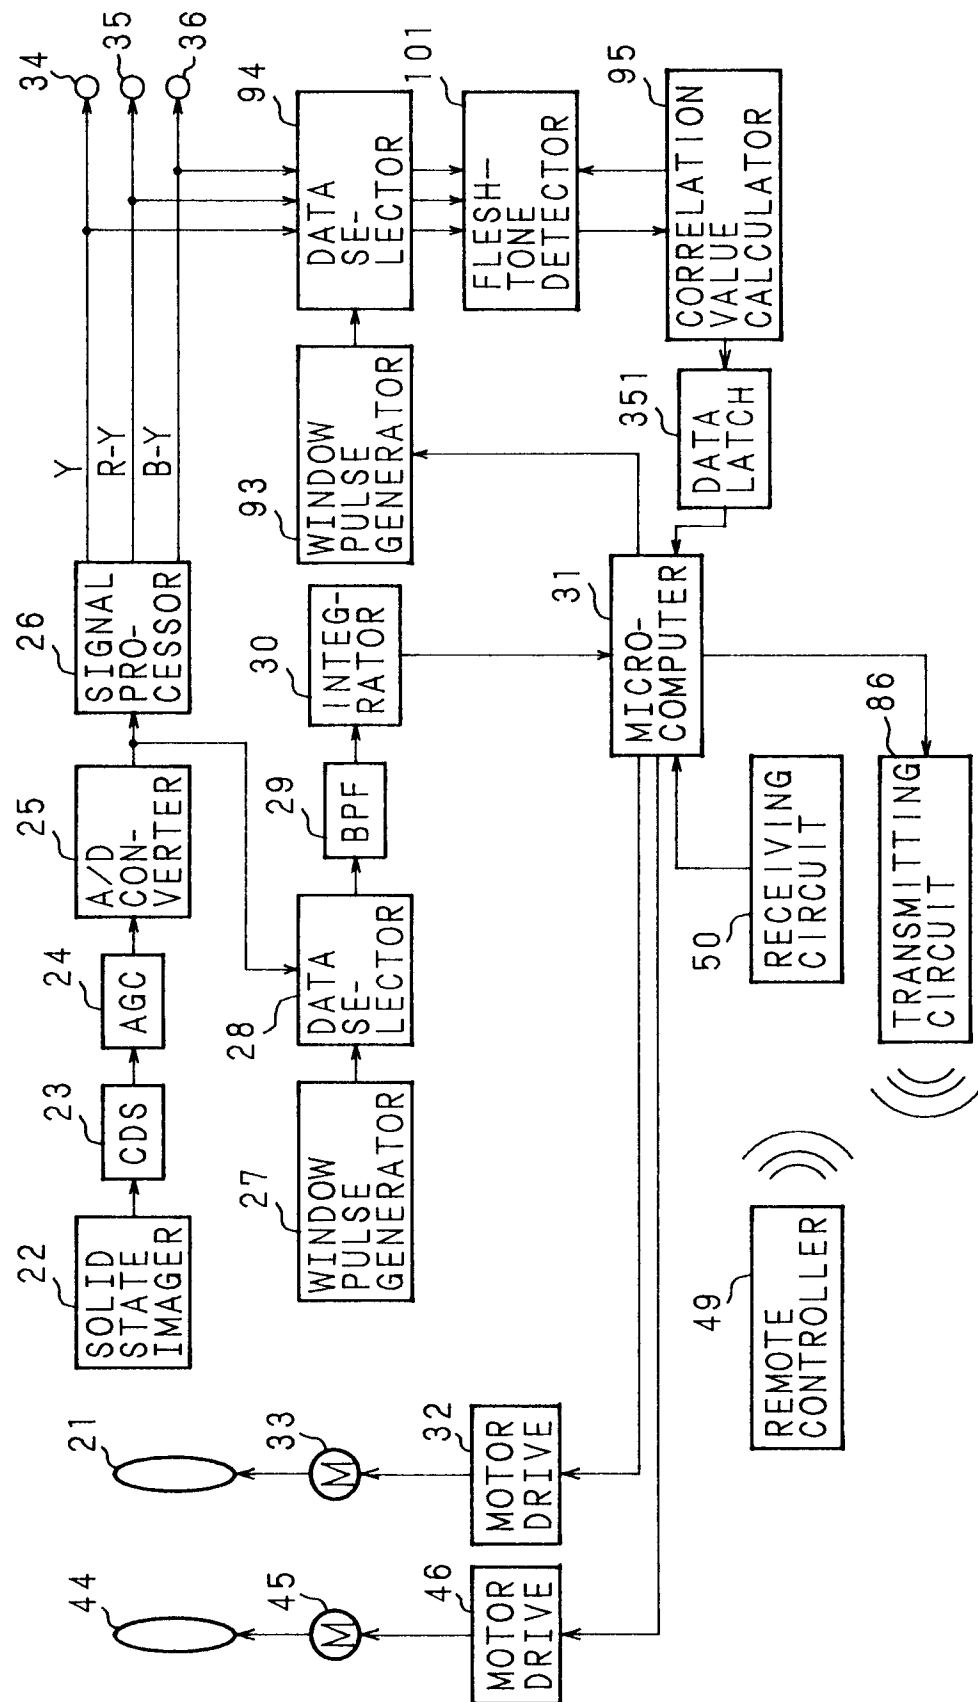 44
21
22
SOLID
STATE
IMAGER
23
CDS
24
AGC
25
A/D
CON-
VERTER
26
SIGNAL
PRO-
CESSOR
Y
R-Y
B-Y
34
35
36
45
M
33
M
27
WINDOW
PULSE
GENERATOR
28
DATA
SE-
LECTOR
29
BPF
30
INTEG-
RATOR
93
WINDOW
PULSE
GENERATOR
94
DATA
SE-
LECTOR
46
MOTOR
DRIVE
32
MOTOR
DRIVE
101
FLESH-
TONE
DETECTOR
31
MICRO-
COMPUTER
351
DATA
LATCH
95
CORRELATION
VALUE
CALCULATOR
49
REMOTE
CONTROLLER
50
RECEIVING
CIRCUIT
86
TRANSMITTING
CIRCUIT